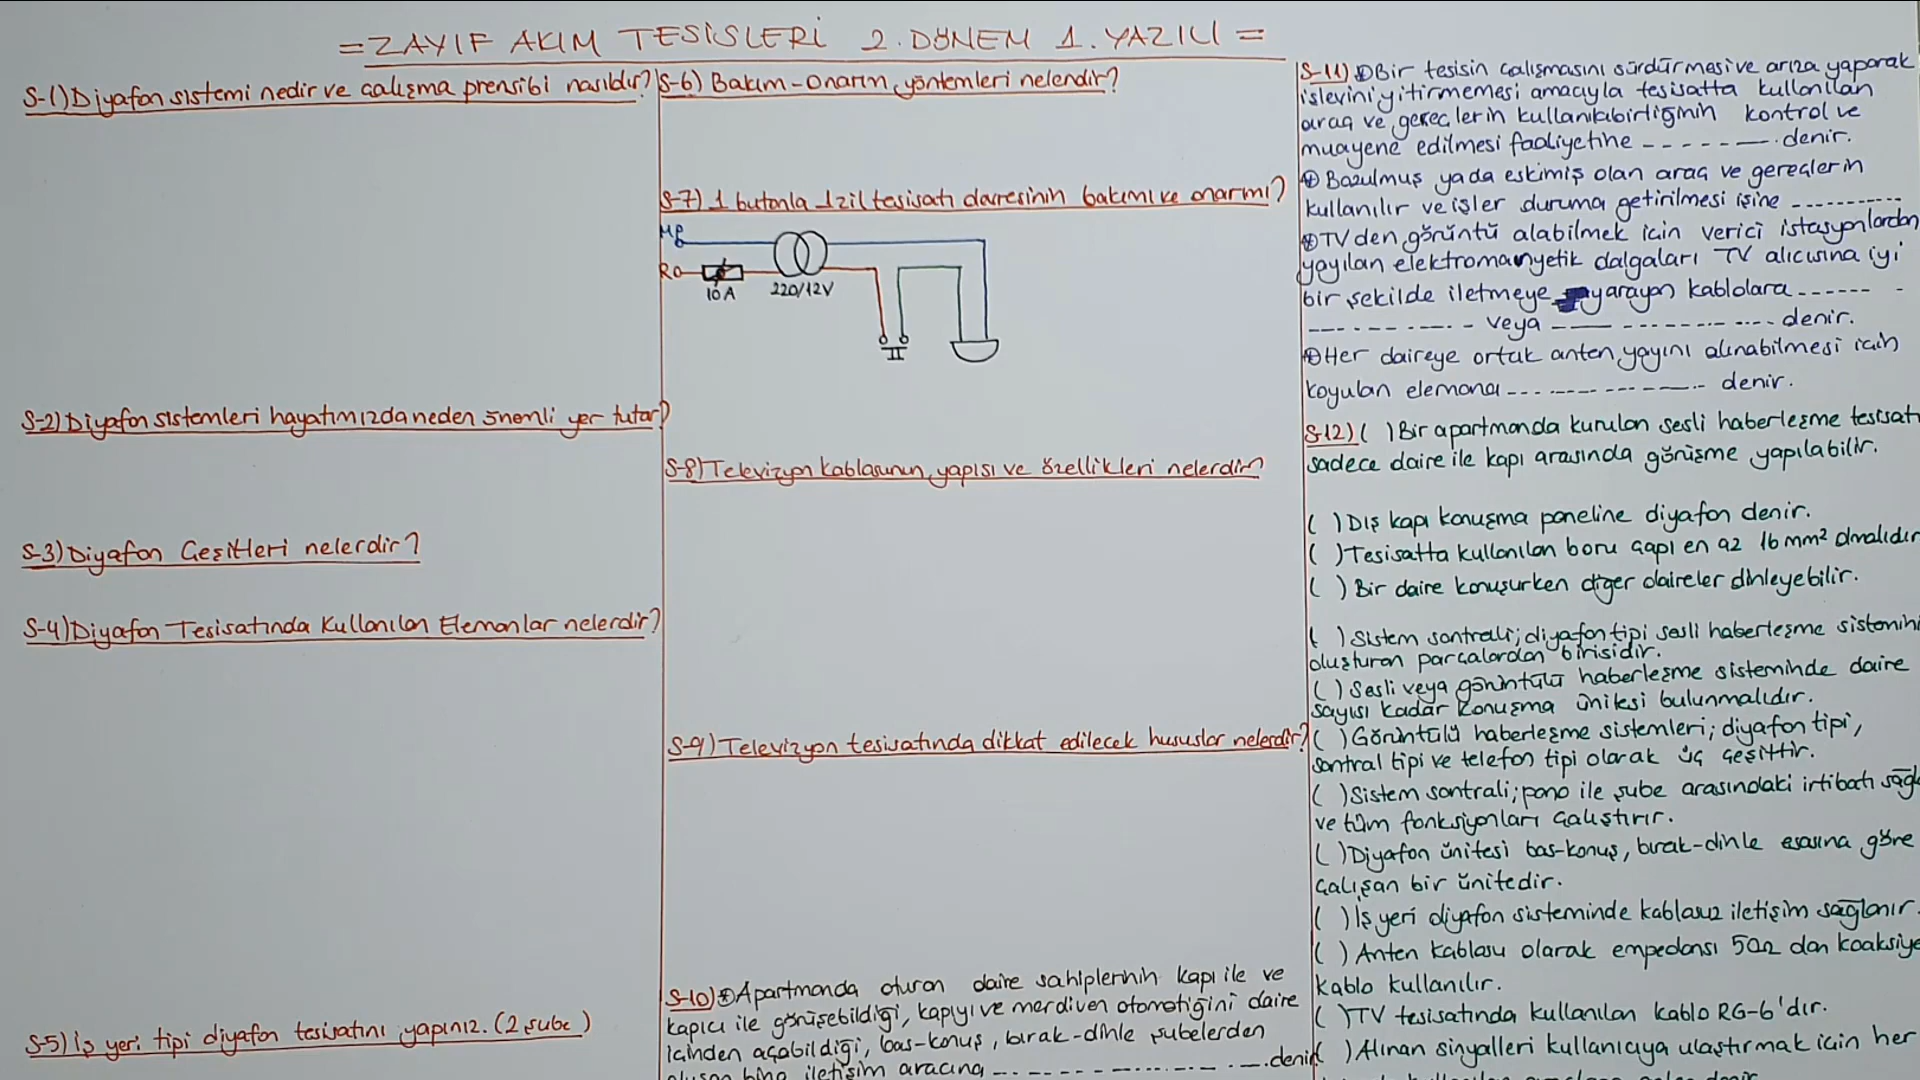 =ZAYIF AKIM TESİSLERİ 2. DÖNEM 1. YAZILI =
S-1) Diyafon sistemi nedir ve çalışma prensibi nasıldır?
S-2) Diyafon sistemleri hayatımızda neden önemli yer tutar?
S-3) Diyafon Çeşitleri nelerdir?
S-4) Diyafon Tesisatında Kullanılan Elemanlar nelerdir?
S-5) İş yeri tipi diyafon tesisatını yapınız. (2 şube)
S-6) Bakım-Onarım yöntemleri nelerdir?
S-7) 1 butonla 1 zil tesisatı devresinin bakımı ve onarımı?
Mp
R0
10A
220/12V
S-8) Televizyon kablosunun yapısı ve özellikleri nelerdir?
S-9) Televizyon tesisatında dikkat edilecek hususlar nelerdir?
S-10) Apartmanda oturan daire sahiplerinin kapı ile ve
kapıcı ile görüşebildiği, kapıyı ve merdiven otomatiğini daire
içinden açabildiği, bas-konuş, bırak-dinle şubelerden
oluşan bina iletişim aracına ------------- denir
S-11) Bir tesisin çalışmasını sürdürmesi ve arıza yaparak
işlevini yitirmemesi amacıyla tesisatta kullanılan
araç ve gereçlerin kullanılabilirliğinin kontrol ve
muayene edilmesi faaliyetine ------- denir.
Bozulmuş yada eskimiş olan araç ve gereçlerin
kullanılır ve işler duruma getirilmesi işine -----------
TV den görüntü alabilmek için verici istasyonlardan
yayılan elektromanyetik dalgaları TV alıcısına iyi
bir şekilde iletmeye yarayan kablolara ------ -
----------- veya ------------- denir.
Her daireye ortak anten yayını alınabilmesi için
koyulan elemana --------------- denir.
S-12) ( ) Bir apartmanda kurulan sesli haberleşme tesisatı
sadece daire ile kapı arasında görüşme yapılabilir.
( ) Dış kapı konuşma paneline diyafon denir.
( ) Tesisatta kullanılan boru çapı en az 16 mm² olmalıdır
( ) Bir daire konuşurken diğer daireler dinleyebilir.
( ) Sistem santrali; diyafon tipi sesli haberleşme sistemini
oluşturan parçalardan birisidir.
( ) Sesli veya görüntülü haberleşme sisteminde daire
sayısı kadar konuşma ünitesi bulunmalıdır.
( ) Görüntülü haberleşme sistemleri; diyafon tipi,
santral tipi ve telefon tipi olarak üç çeşittir.
( ) Sistem santrali; pano ile şube arasındaki irtibatı sağl
ve tüm fonksiyonları çalıştırır.
( ) Diyafon ünitesi bas-konuş, bırak-dinle esasına göre
çalışan bir ünitedir.
( ) İş yeri diyafon sisteminde kablosuz iletişim sağlanır.
( ) Anten kablosu olarak empedansı 50Ω dan koaksiye
kablo kullanılır.
( ) TV tesisatında kullanılan kablo RG-6'dır.
( ) Alınan sinyalleri kullanıcıya ulaştırmak için her